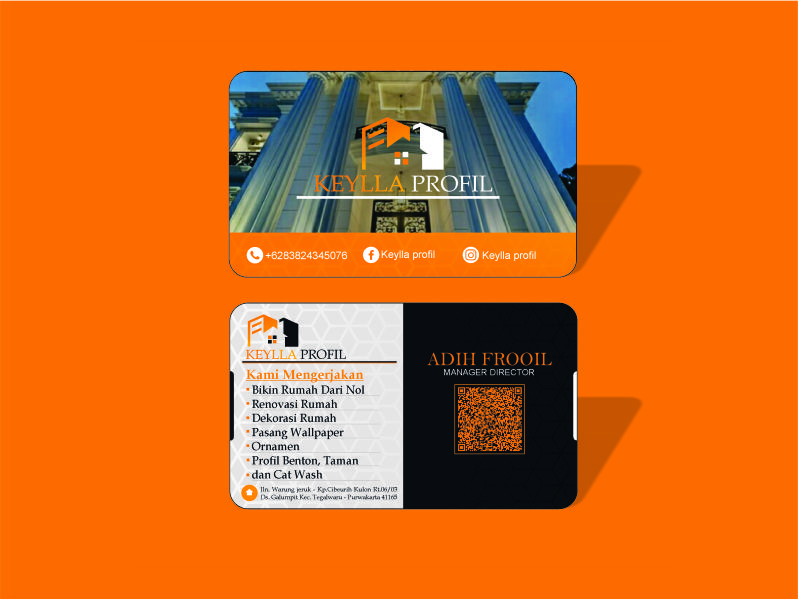 KEYLLA PROFIL
+6283824345076
Keylla profil
Keylla profil
KEYLLA PROFIL
Kami Mengerjakan
• Bikin Rumah Dari Nol
• Renovasi Rumah
• Dekorasi Rumah
• Pasang Wallpaper
• Ornamen
• Profil Benton, Taman
• dan Cat Wash
Jln. Warung jeruk - Kp.Cibeurih Kulon Rt.06/03
Ds. Galumpit Kec. Tegalwaru - Purwakarta 41165
ADIH FROOIL
MANAGER DIRECTOR